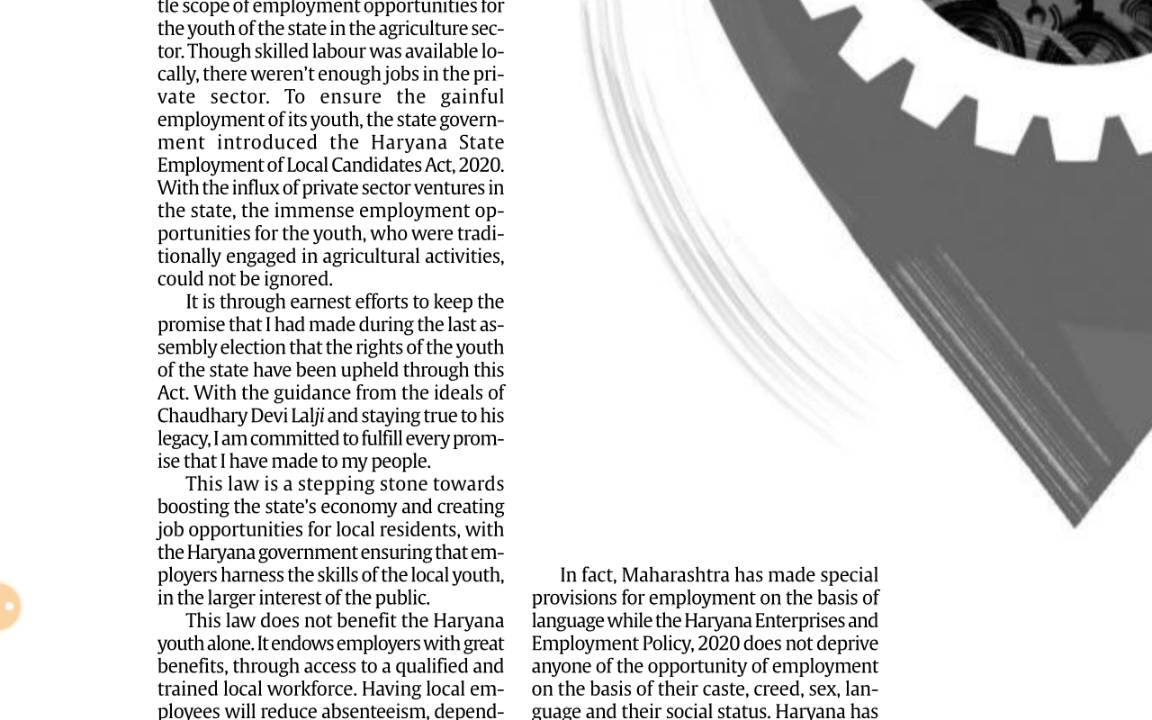 tle scope of employment opportunities for
the youth of the state in the agriculture sec-
tor. Though skilled labour was available lo-
cally, there weren't enough jobs in the pri-
vate sector. To ensure the gainful
employment of its youth, the state govern-
ment introduced the Haryana State
Employment of Local Candidates Act, 2020.
With the influx of private sector ventures in
the state, the immense employment op-
portunities for the youth, who were tradi-
tionally engaged in agricultural activities,
could not be ignored.
It is through earnest efforts to keep the
promise that I had made during the last as-
sembly election that the rights of the youth
of the state have been upheld through this
Act. With the guidance from the ideals of
Chaudhary Devi Lalji and staying true to his
legacy, I am committed to fulfill every prom-
ise that I have made to my people.
This law is a stepping stone towards
boosting the state's economy and creating
job opportunities for local residents, with
the Haryana government ensuring that em-
ployers harness the skills of the local youth,
in the larger interest of the public.
This law does not benefit the Haryana
youth alone. It endows employers with great
benefits, through access to a qualified and
trained local workforce. Having local em-
ployees will reduce absenteeism, depend-
In fact, Maharashtra has made special
provisions for employment on the basis of
language while the Haryana Enterprises and
Employment Policy, 2020 does not deprive
anyone of the opportunity of employment
on the basis of their caste, creed, sex, lan-
guage and their social status. Haryana has